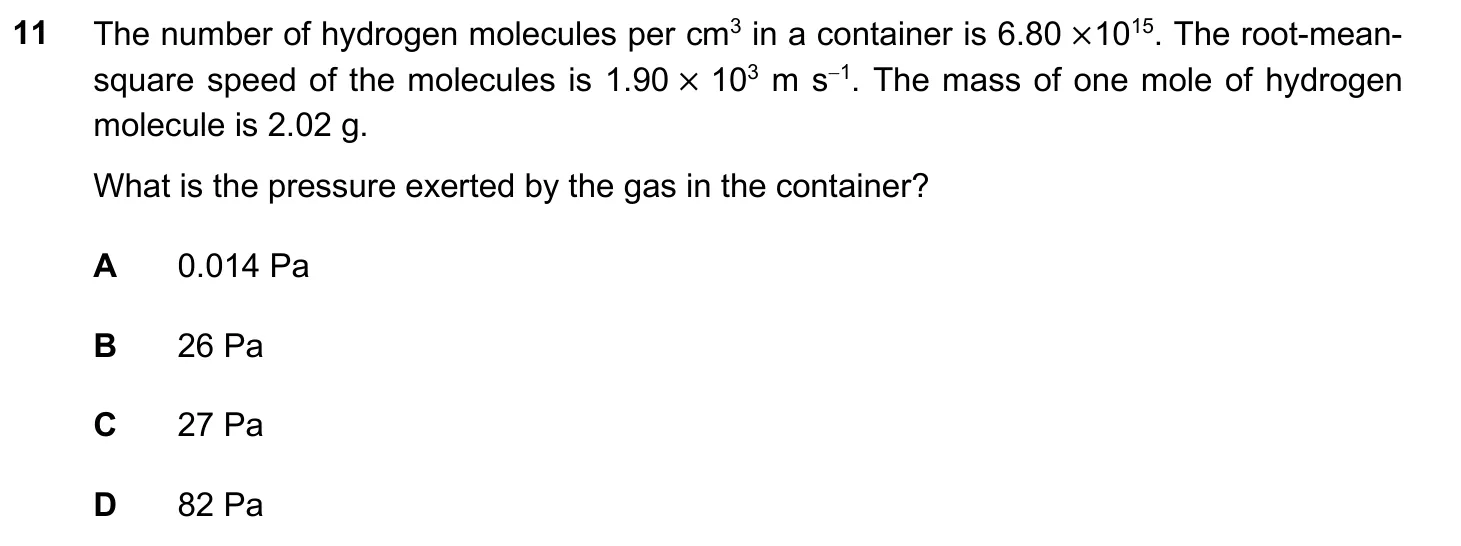 11 The number of hydrogen molecules per cm³ in a container is 6.80 ×10¹⁵. The root-mean-
square speed of the molecules is 1.90 × 10³ m s⁻¹. The mass of one mole of hydrogen
molecule is 2.02 g.
What is the pressure exerted by the gas in the container?
A 0.014 Pa
B 26 Pa
C 27 Pa
D 82 Pa